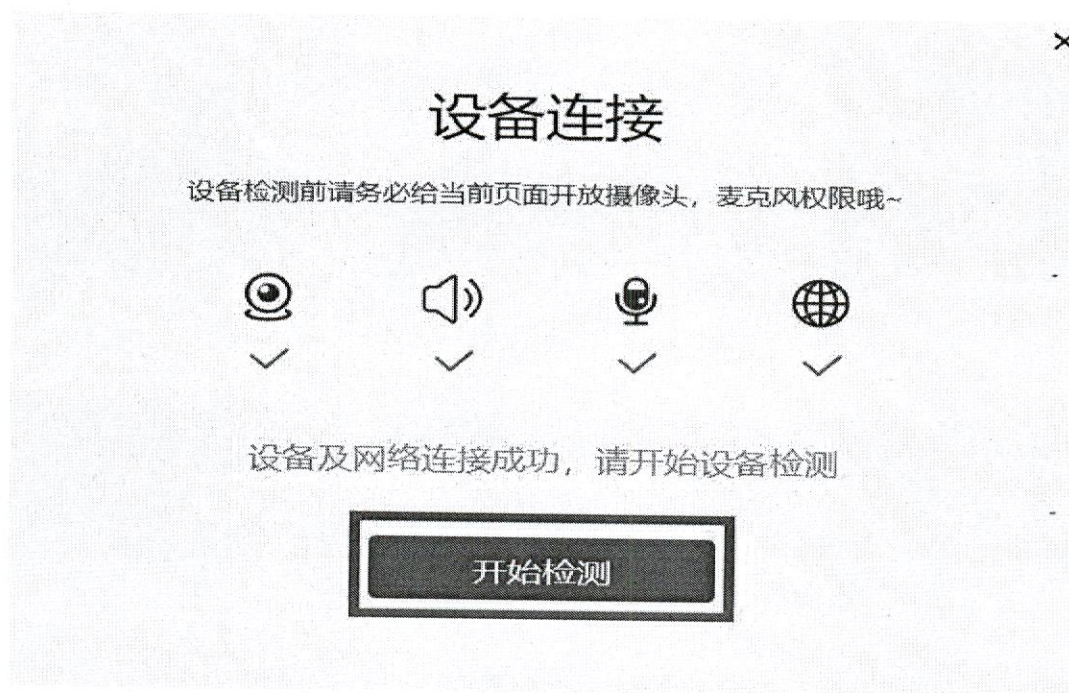 设备连接
设备检测前请务必给当前页面开放摄像头，麦克风权限哦~
设备及网络连接成功，请开始设备检测
开始检测